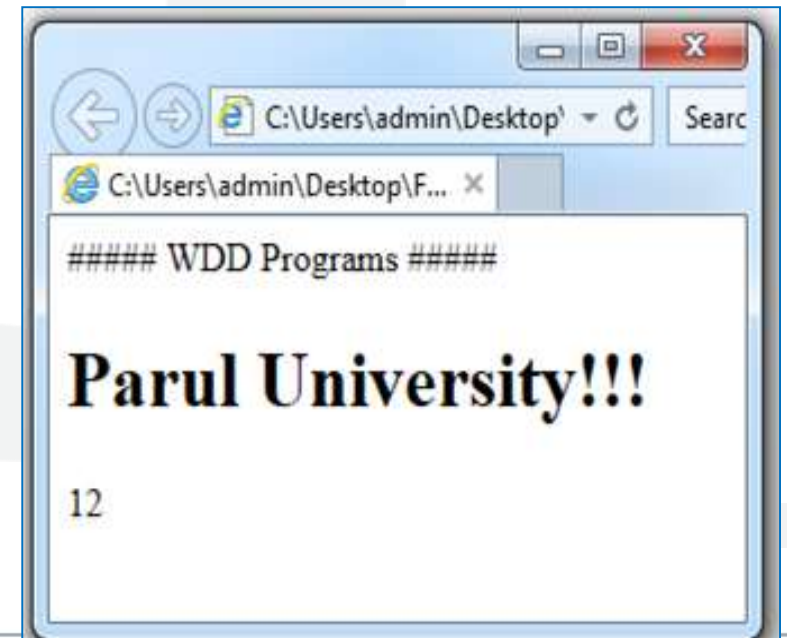 C:\Users\admin\Desktop\ Searc
C:\Users\admin\Desktop\F...
##### WDD Programs #####
Parul University!!!
12